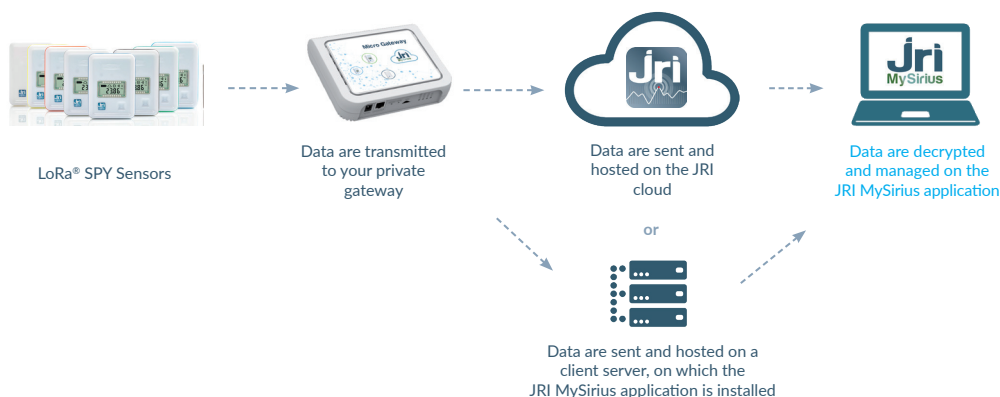 Micro Gateway
jri
jri
jri
MySirius
LoRa® SPY Sensors
Data are transmitted
to your private
gateway
Data are sent and
hosted on the JRI
cloud
Data are decrypted
and managed on the
JRI MySirius application
or
Data are sent and hosted on a
client server, on which the
JRI MySirius application is installed